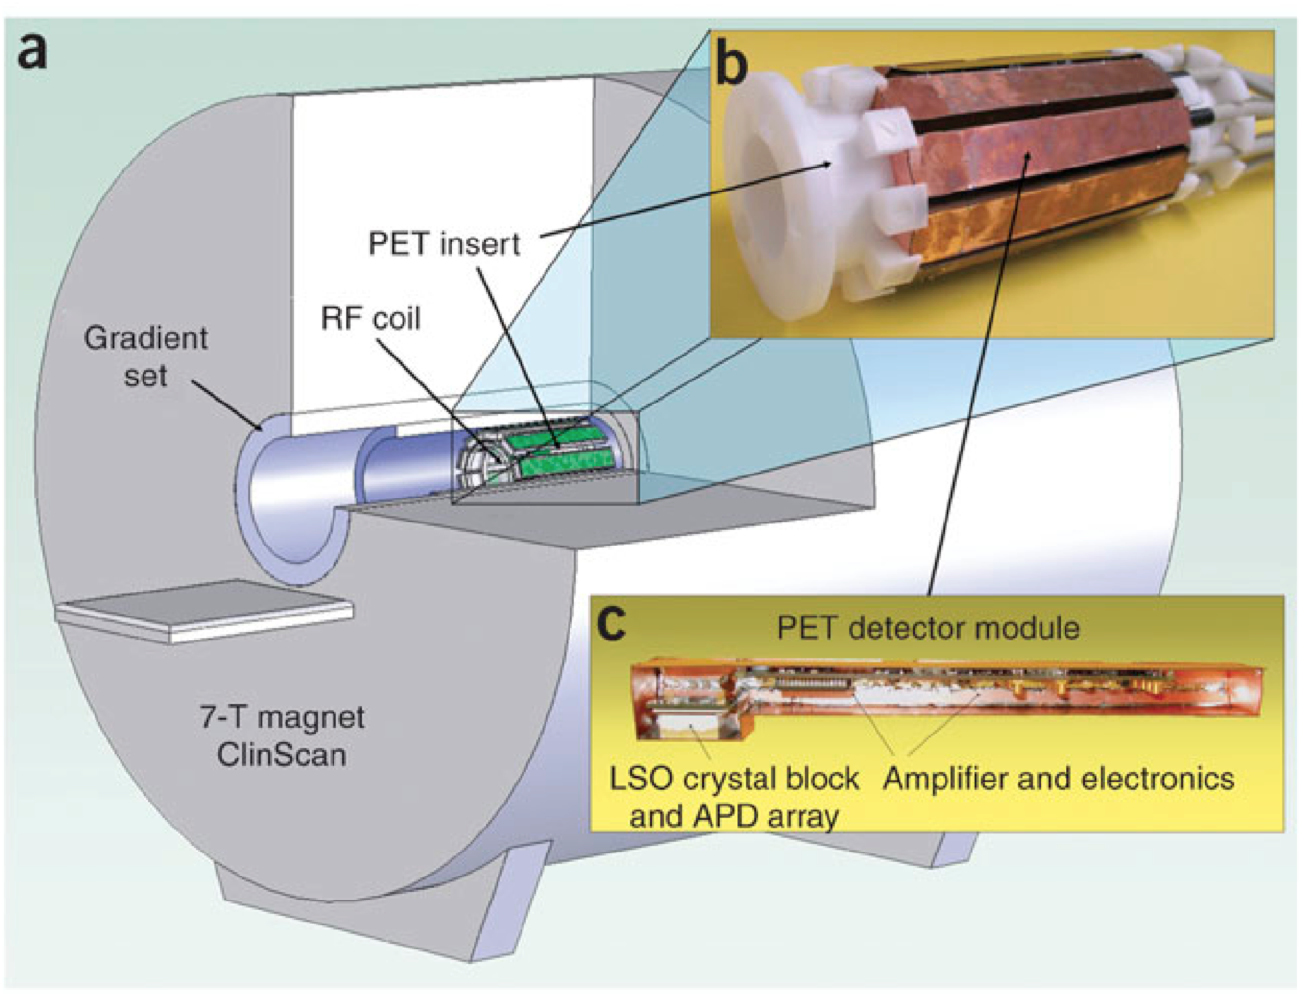 a
b
PET insert
RF coil
Gradient
set
7-T magnet
ClinScan
c
PET detector module
LSO crystal block
and APD array
Amplifier and electronics